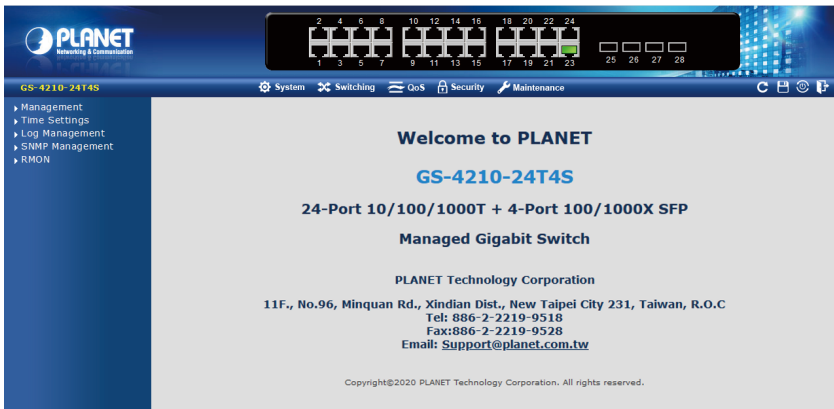 PLANET
Networking & Communication
2 4 6 8 10 12 14 16 18 20 22 24
1 3 5 7 9 11 13 15 17 19 21 23 25 26 27 28
GS-4210-24T4S
System Switching QoS Security Maintenance
Management
Time Settings
Log Management
SNMP Management
RMON
Welcome to PLANET
GS-4210-24T4S
24-Port 10/100/1000T + 4-Port 100/1000X SFP
Managed Gigabit Switch
PLANET Technology Corporation
11F., No.96, Minquan Rd., Xindian Dist., New Taipei City 231, Taiwan, R.O.C
Tel: 886-2-2219-9518
Fax:886-2-2219-9528
Email: Support@planet.com.tw
Copyright©2020 PLANET Technology Corporation. All rights reserved.